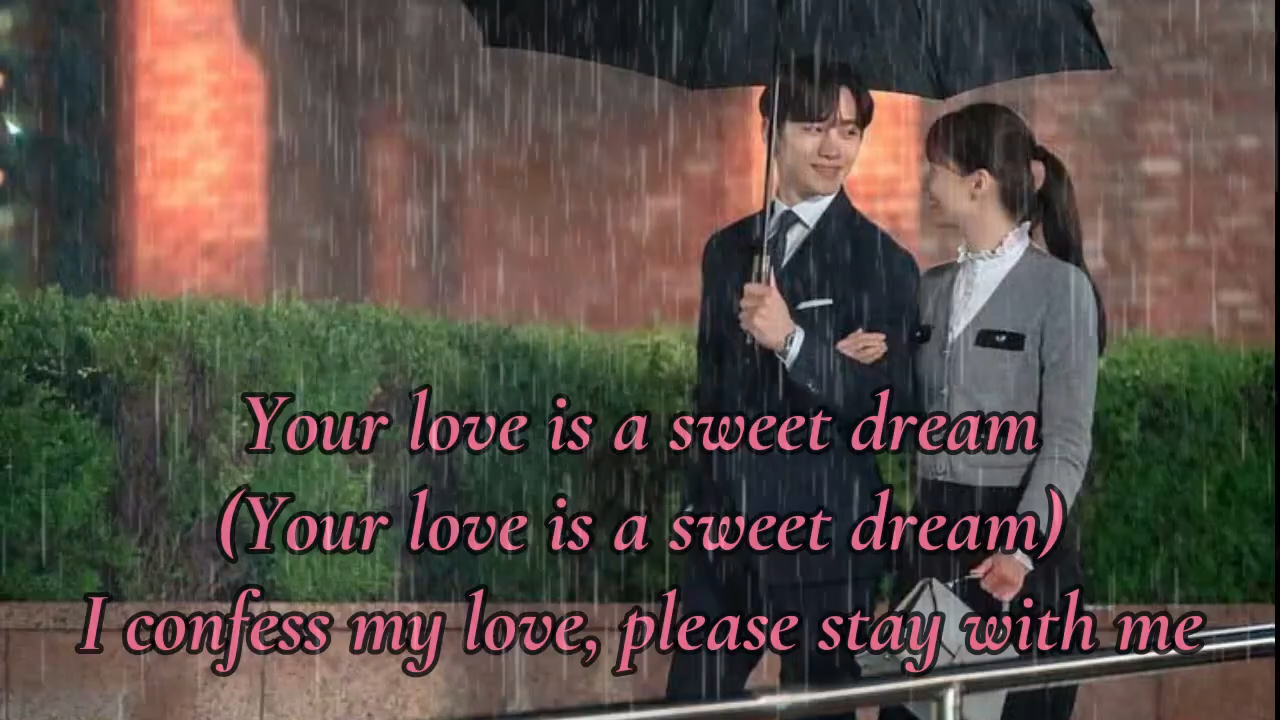 Your love is a sweet dream
(Your love is a sweet dream)
I confess my love, please stay with me